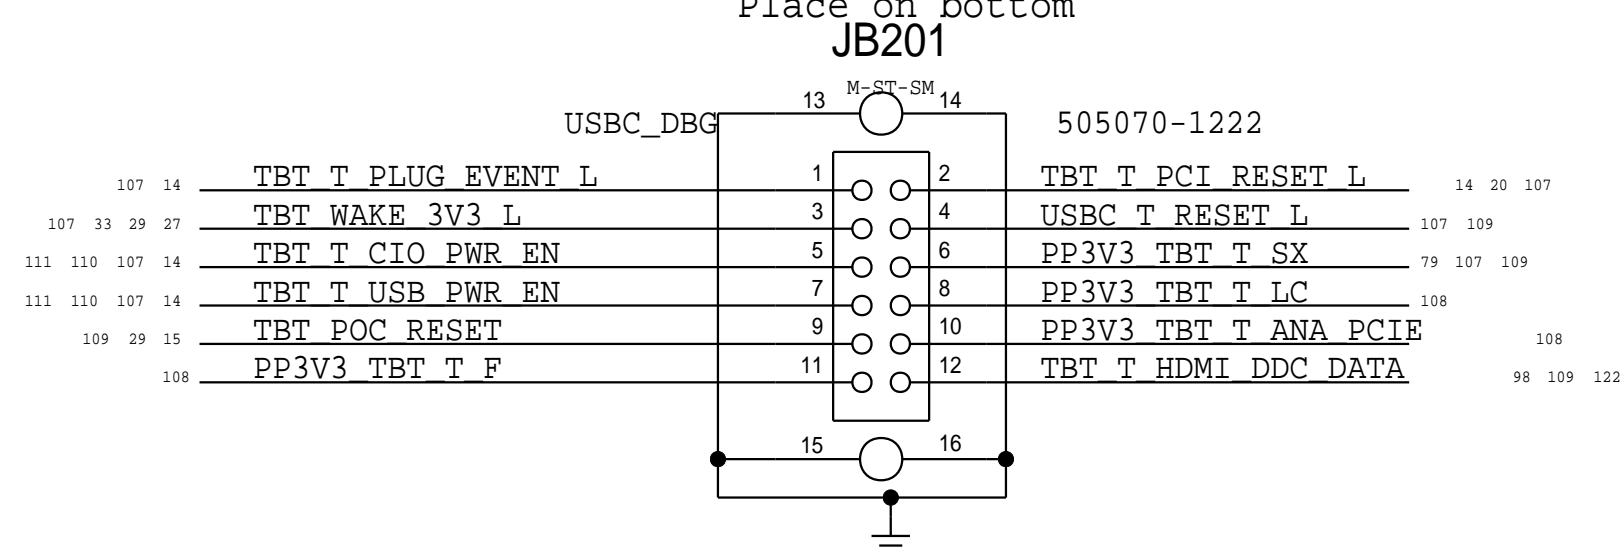 Place on bottom
JB201
M-ST-SM
13 14
USBC_DBG 505070-1222
107 14 TBT_T_PLUG_EVENT_L 1 2 TBT_T_PCI_RESET_L 14 20 107
107 33 29 27 TBT_WAKE_3V3_L 3 4 USBC_T_RESET_L 107 109
111 110 107 14 TBT_T_CIO_PWR_EN 5 6 PP3V3_TBT_T_SX 79 107 109
111 110 107 14 TBT_T_USB_PWR_EN 7 8 PP3V3_TBT_T_LC 108
109 29 15 TBT_POC_RESET 9 10 PP3V3_TBT_T_ANA_PCIE 108
108 PP3V3_TBT_T_F 11 12 TBT_T_HDMI_DDC_DATA 98 109 122
15 16